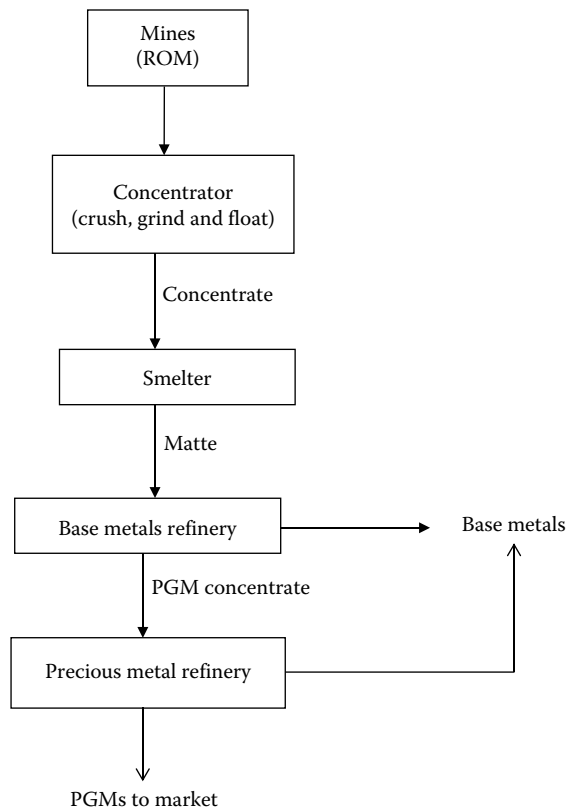 Mines
(ROM)
Concentrator
(crush, grind and float)
Concentrate
Smelter
Matte
Base metals refinery
Base metals
PGM concentrate
Precious metal refinery
PGMs to market